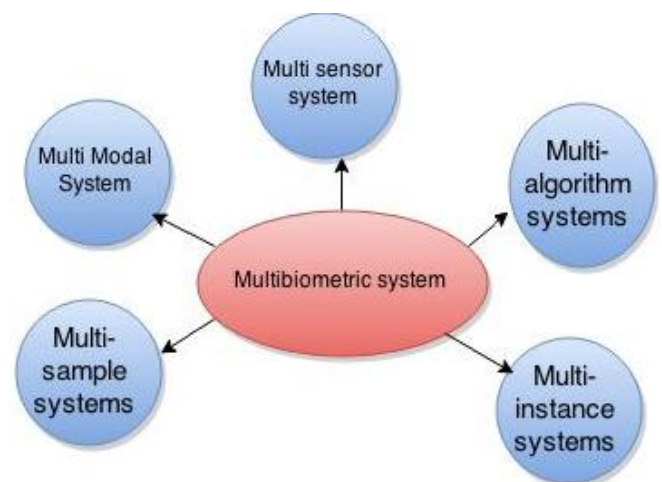 Multi sensor
system
Multi Modal
System
Multi-
algorithm
systems
Multibiometric system
Multi-
sample
systems
Multi-
instance
systems